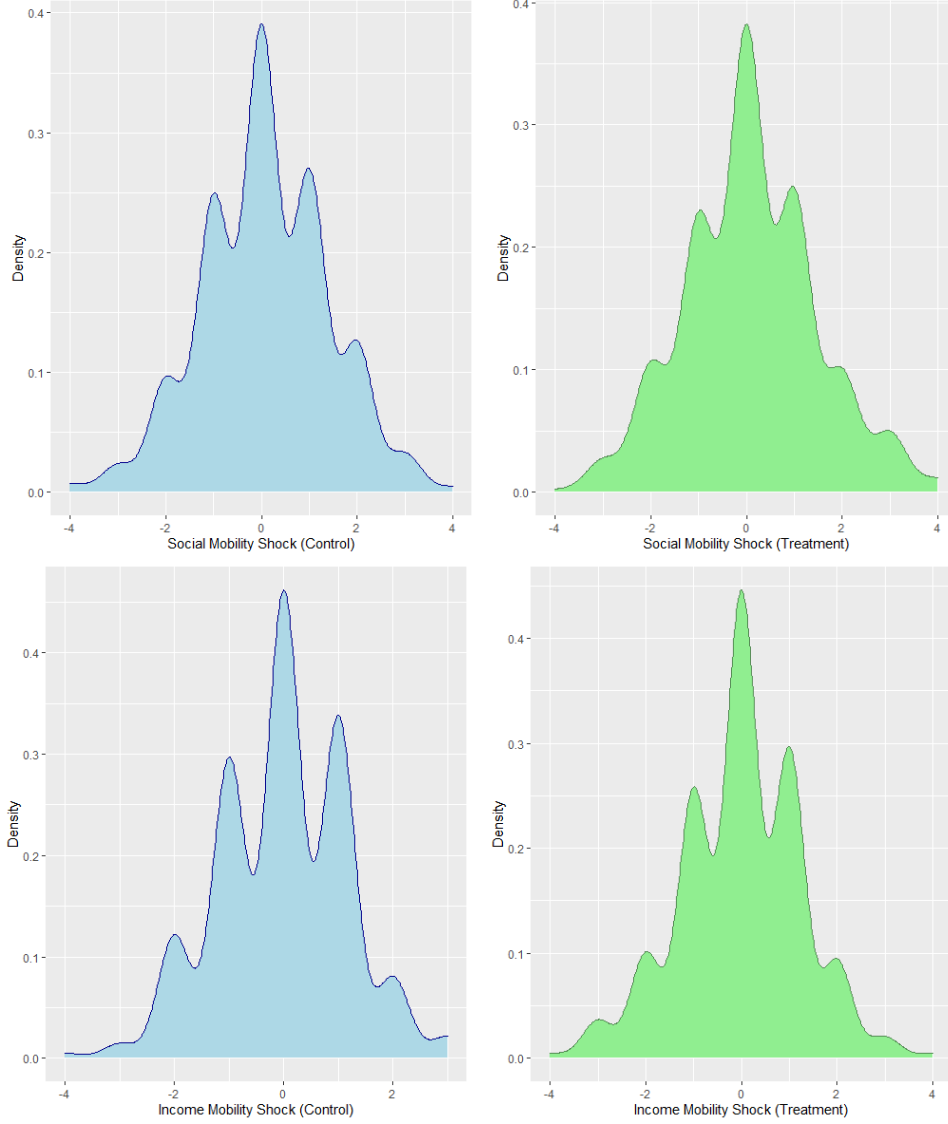 0.4
0.3
0.2
0.1
0.0
Density
-4 -2 0 2 4
Social Mobility Shock (Control)
0.4
0.3
0.2
0.1
0.0
Density
-4 -2 0 2 4
Social Mobility Shock (Treatment)
0.4
0.3
0.2
0.1
0.0
Density
-4 -2 0 2
Income Mobility Shock (Control)
0.4
0.3
0.2
0.1
0.0
Density
-4 -2 0 2 4
Income Mobility Shock (Treatment)